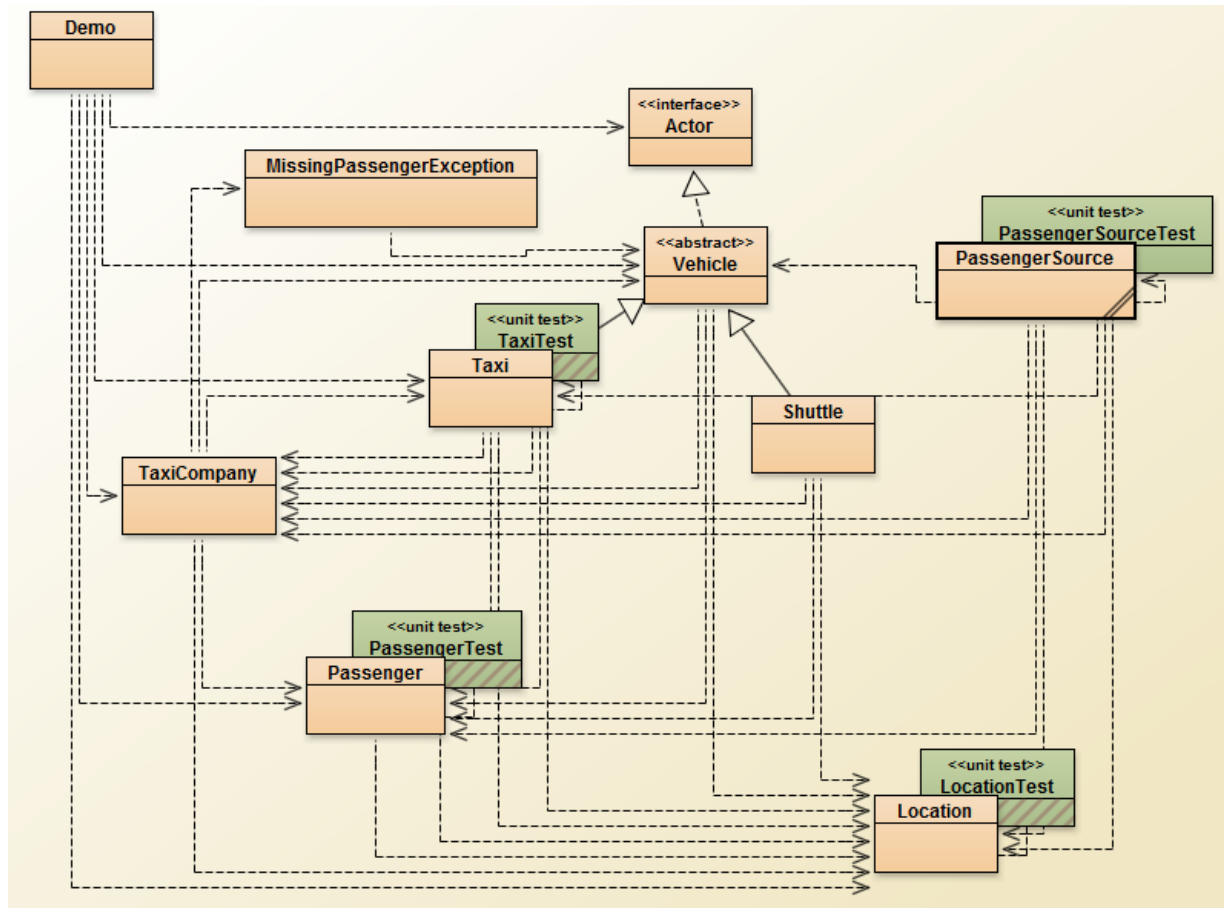 Demo
<<interface>>
Actor
MissingPassengerException
<<unit test>>
PassengerSourceTest
<<abstract>>
Vehicle
PassengerSource
<<unit test>>
TaxiTest
Taxi
Shuttle
TaxiCompany
<<unit test>>
PassengerTest
Passenger
<<unit test>>
LocationTest
Location